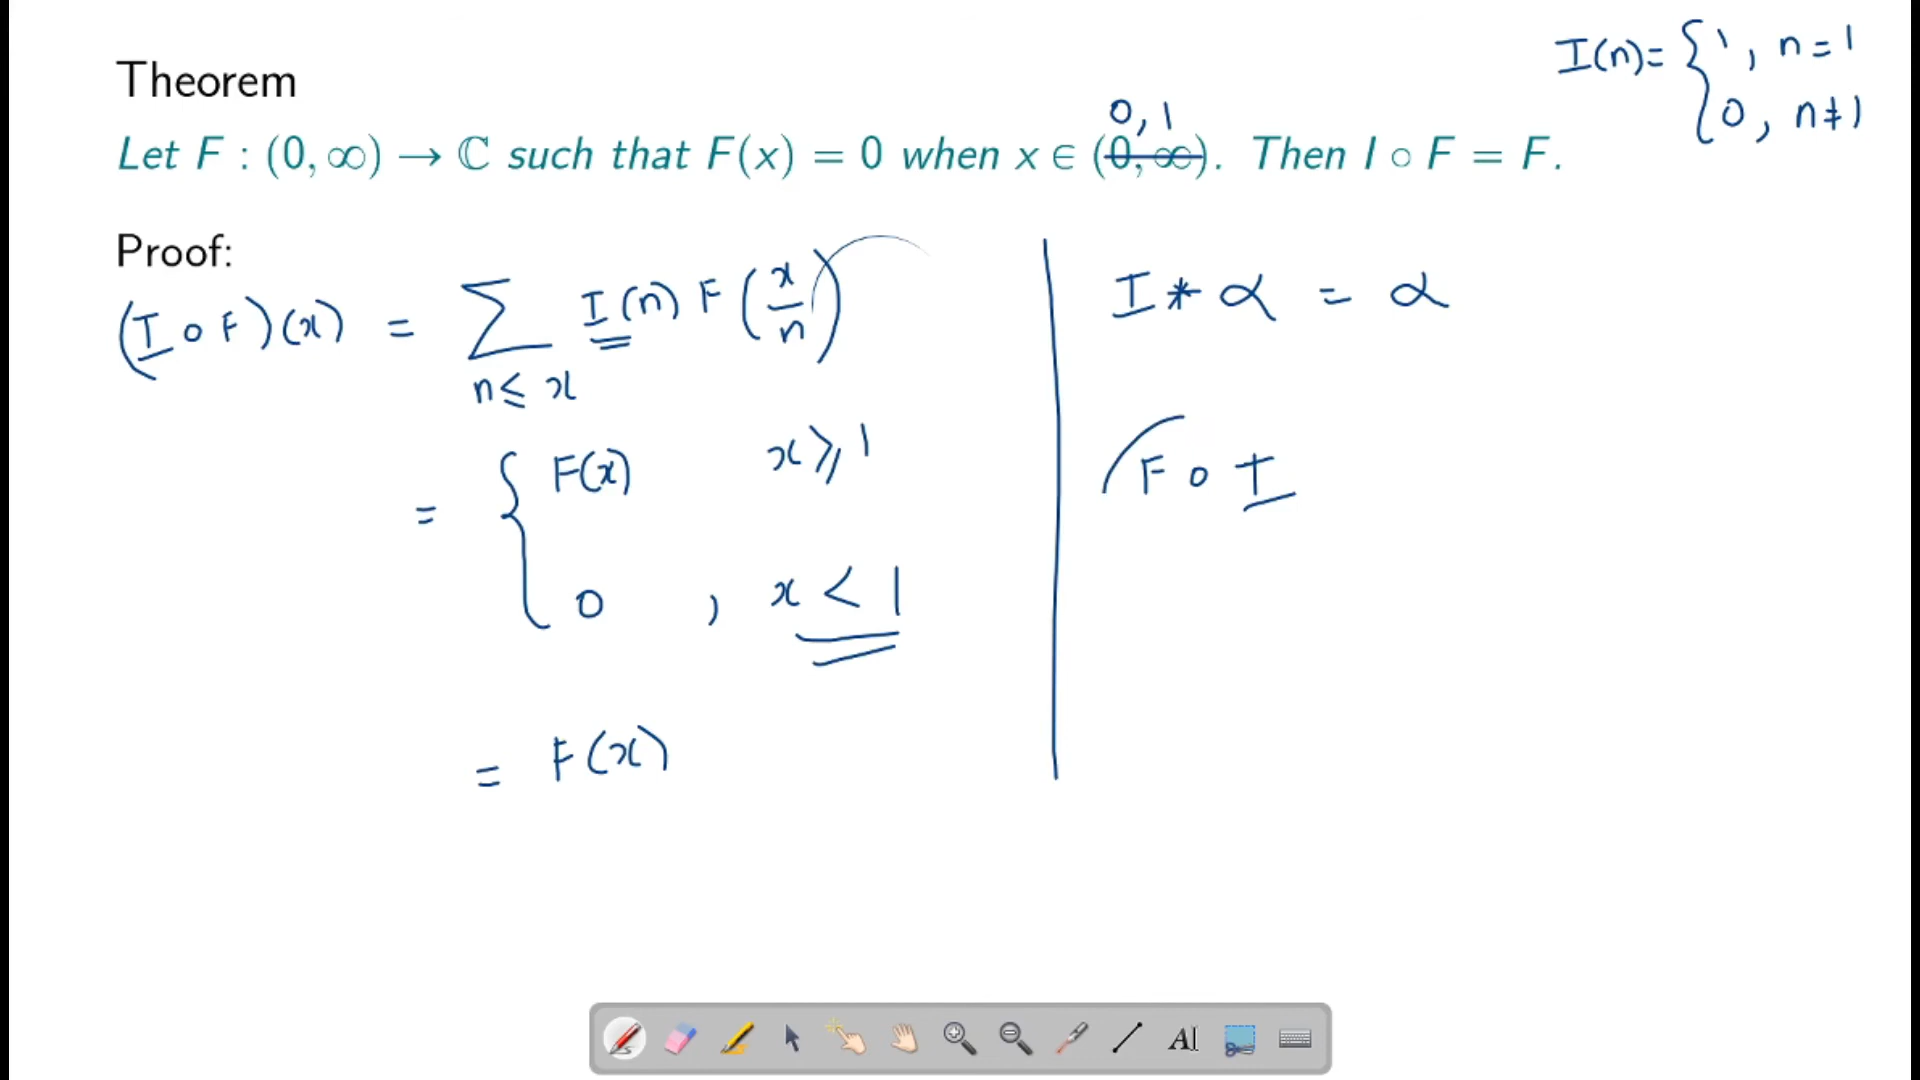 Theorem
I(n) = { 1 , n = 1
0 , n ≠ 1
0, 1
Let F : (0, ∞) → ℂ such that F(x) = 0 when x ∈ (0, ∞). Then I ∘ F = F.
Proof:
(I ∘ F)(x) = ∑ I(n) F(x/n)
n ≤ x
= { F(x) x ⩾ 1
0 , x < 1
= F(x)
I * α = α
(F ∘ I
AI